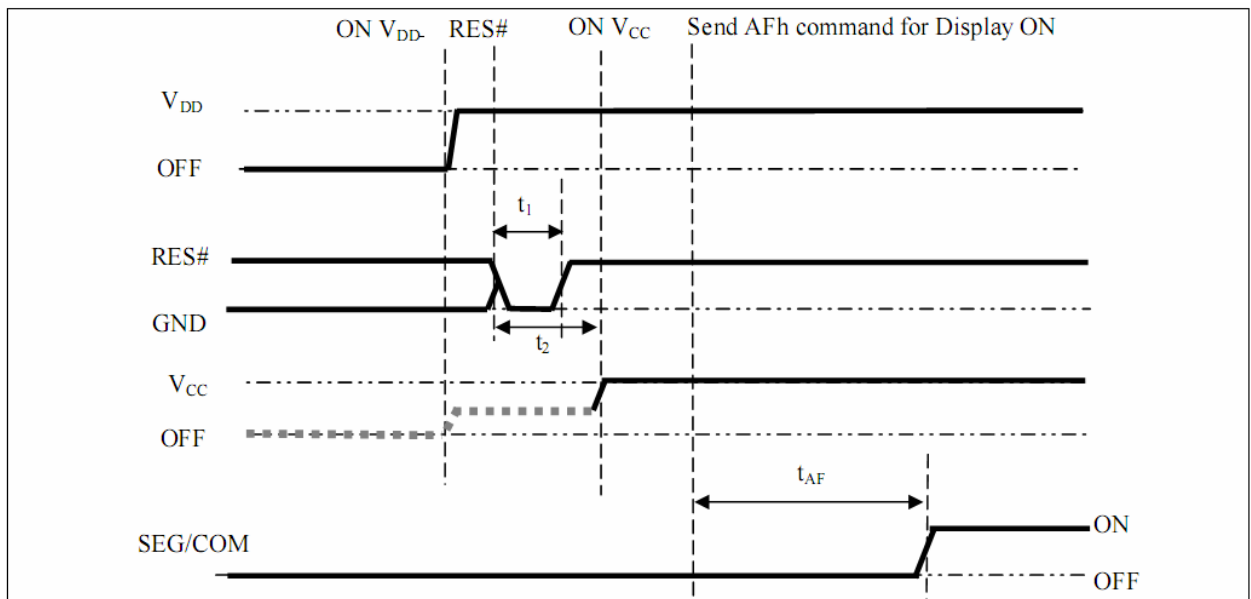 ON VDD- RES# ON VCC Send AFh command for Display ON
VDD
OFF
t1
RES#
GND
t2
VCC
OFF
tAF
ON
SEG/COM
OFF